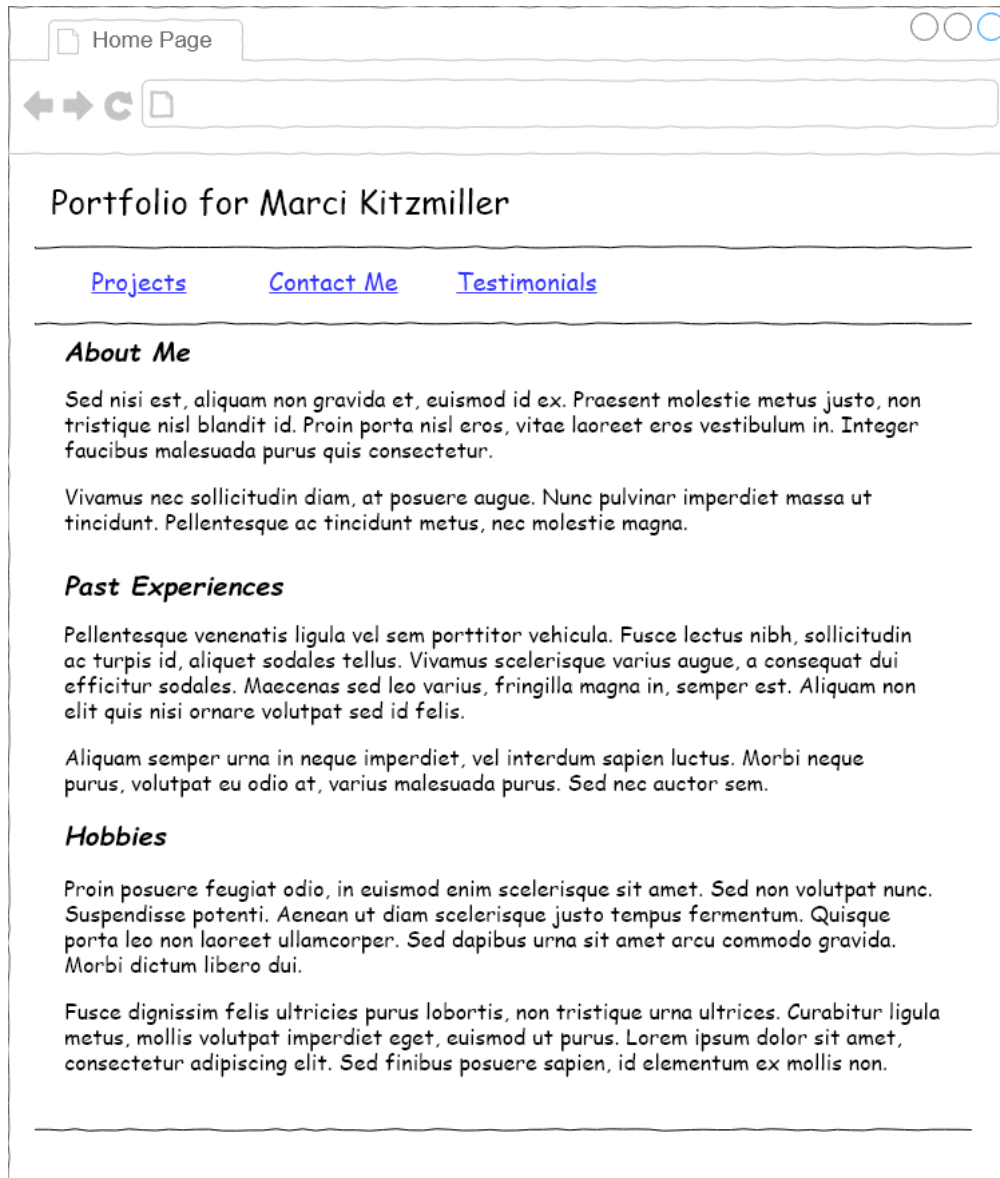 Home Page
Portfolio for Marci Kitzmiller
Projects Contact Me Testimonials
About Me
Sed nisi est, aliquam non gravida et, euismod id ex. Praesent molestie metus justo, non
tristique nisl blandit id. Proin porta nisl eros, vitae laoreet eros vestibulum in. Integer
faucibus malesuada purus quis consectetur.
Vivamus nec sollicitudin diam, at posuere augue. Nunc pulvinar imperdiet massa ut
tincidunt. Pellentesque ac tincidunt metus, nec molestie magna.
Past Experiences
Pellentesque venenatis ligula vel sem porttitor vehicula. Fusce lectus nibh, sollicitudin
ac turpis id, aliquet sodales tellus. Vivamus scelerisque varius augue, a consequat dui
efficitur sodales. Maecenas sed leo varius, fringilla magna in, semper est. Aliquam non
elit quis nisi ornare volutpat sed id felis.
Aliquam semper urna in neque imperdiet, vel interdum sapien luctus. Morbi neque
purus, volutpat eu odio at, varius malesuada purus. Sed nec auctor sem.
Hobbies
Proin posuere feugiat odio, in euismod enim scelerisque sit amet. Sed non volutpat nunc.
Suspendisse potenti. Aenean ut diam scelerisque justo tempus fermentum. Quisque
porta leo non laoreet ullamcorper. Sed dapibus urna sit amet arcu commodo gravida.
Morbi dictum libero dui.
Fusce dignissim felis ultricies purus lobortis, non tristique urna ultrices. Curabitur ligula
metus, mollis volutpat imperdiet eget, euismod ut purus. Lorem ipsum dolor sit amet,
consectetur adipiscing elit. Sed finibus posuere sapien, id elementum ex mollis non.